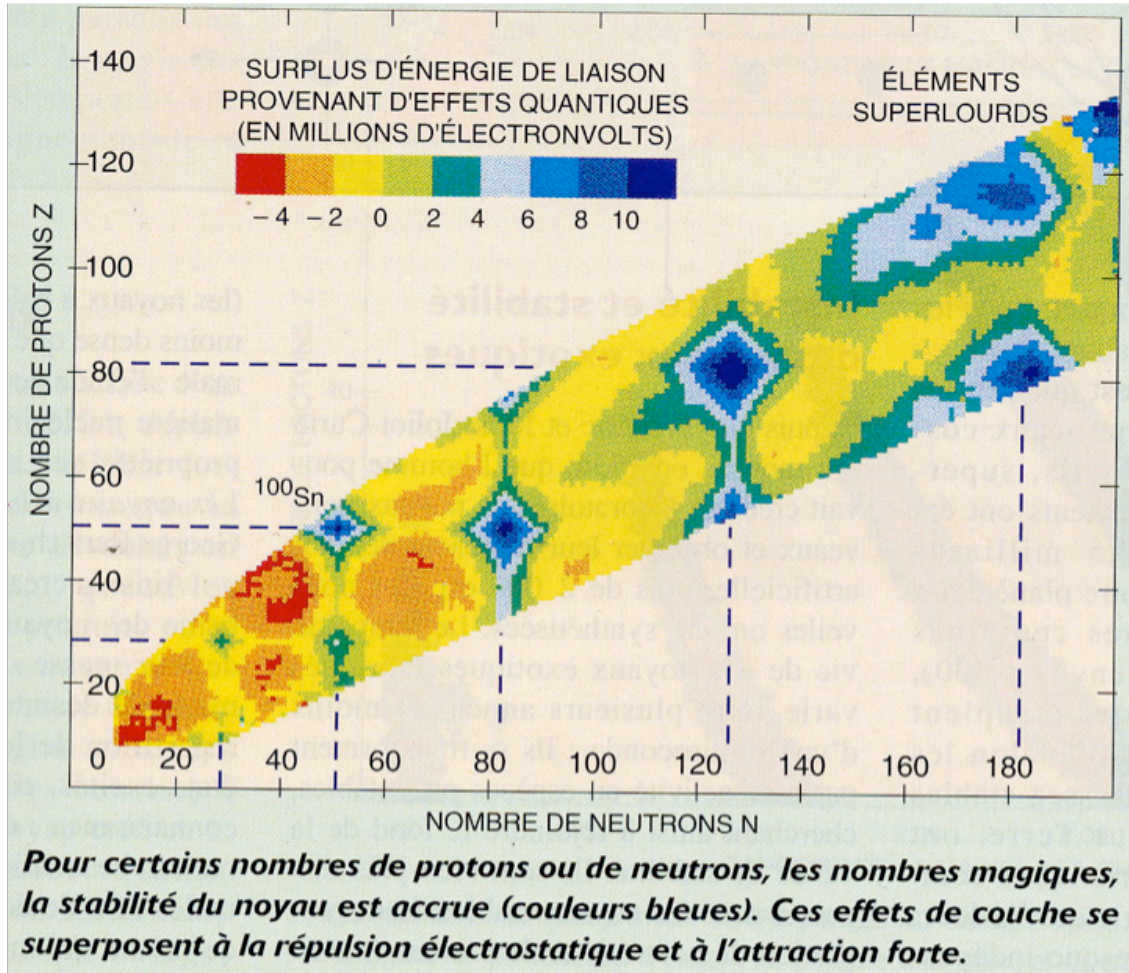 SURPLUS D'ÉNERGIE DE LIAISON
PROVENANT D'EFFETS QUANTIQUES
(EN MILLIONS D'ÉLECTRONVOLTS)
−4 −2 0 2 4 6 8 10
ÉLÉMENTS
SUPERLOURDS
NOMBRE DE PROTONS Z
140
120
100
80
60
40
20
¹⁰⁰Sn
0 20 40 60 80 100 120 140 160 180
NOMBRE DE NEUTRONS N
Pour certains nombres de protons ou de neutrons, les nombres magiques,
la stabilité du noyau est accrue (couleurs bleues). Ces effets de couche se
superposent à la répulsion électrostatique et à l'attraction forte.